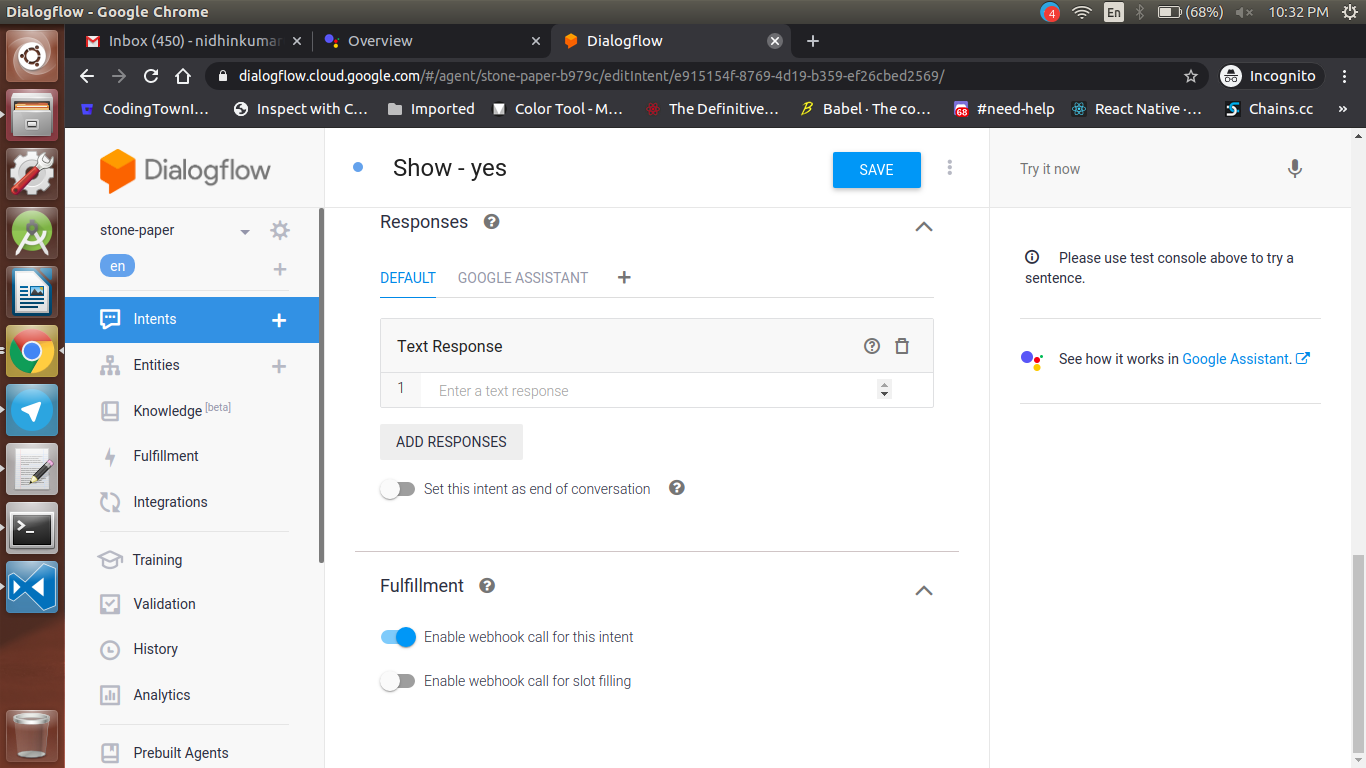 Dialogflow - Google Chrome
4 En (68%) 10:32 PM
Inbox (450) - nidhinkumar
Overview
Dialogflow
dialogflow.cloud.google.com/#/agent/stone-paper-b979c/editIntent/e915154f-8769-4d19-b359-ef26cbed2569/
Incognito
CodingTownI...
Inspect with C...
Imported
Color Tool - M...
The Definitive...
Babel · The co...
68 #need-help
React Native ·...
Chains.cc
»
Dialogflow
Show - yes
SAVE
Try it now
stone-paper
en
Intents
Entities
Knowledge [beta]
Fulfillment
Integrations
Training
Validation
History
Analytics
Prebuilt Agents
Responses
DEFAULT GOOGLE ASSISTANT
Text Response
1 Enter a text response
ADD RESPONSES
Set this intent as end of conversation
Fulfillment
Enable webhook call for this intent
Enable webhook call for slot filling
Please use test console above to try a
sentence.
See how it works in Google Assistant.